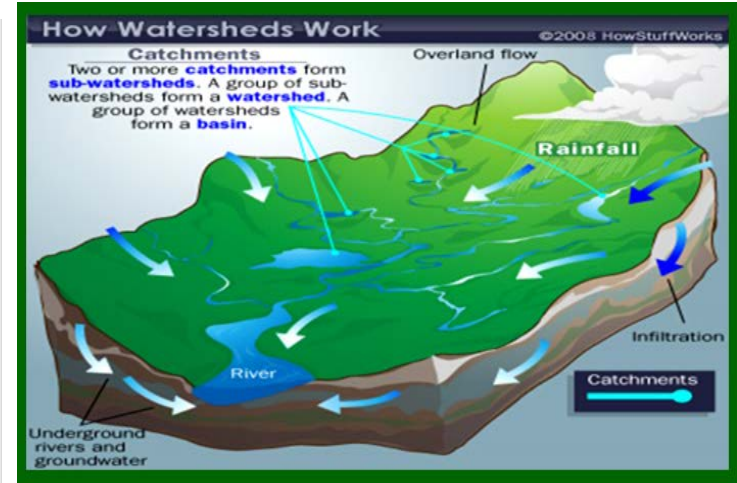 How Watersheds Work
©2008 HowStuffWorks
Catchments
Two or more catchments form
sub-watersheds. A group of sub-
watersheds form a watershed. A
group of watersheds
form a basin.
Overland flow
Rainfall
Infiltration
River
Catchments
Underground
rivers and
groundwater